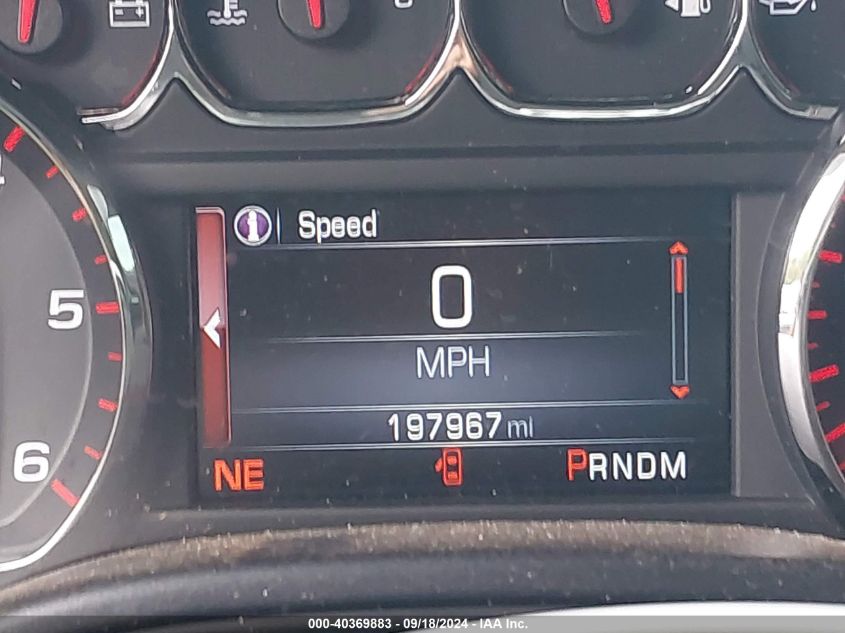 Speed
0
MPH
5
197967 mi
6
NE
PRNDM
000-40369883 - 09/18/2024 - IAA Inc.